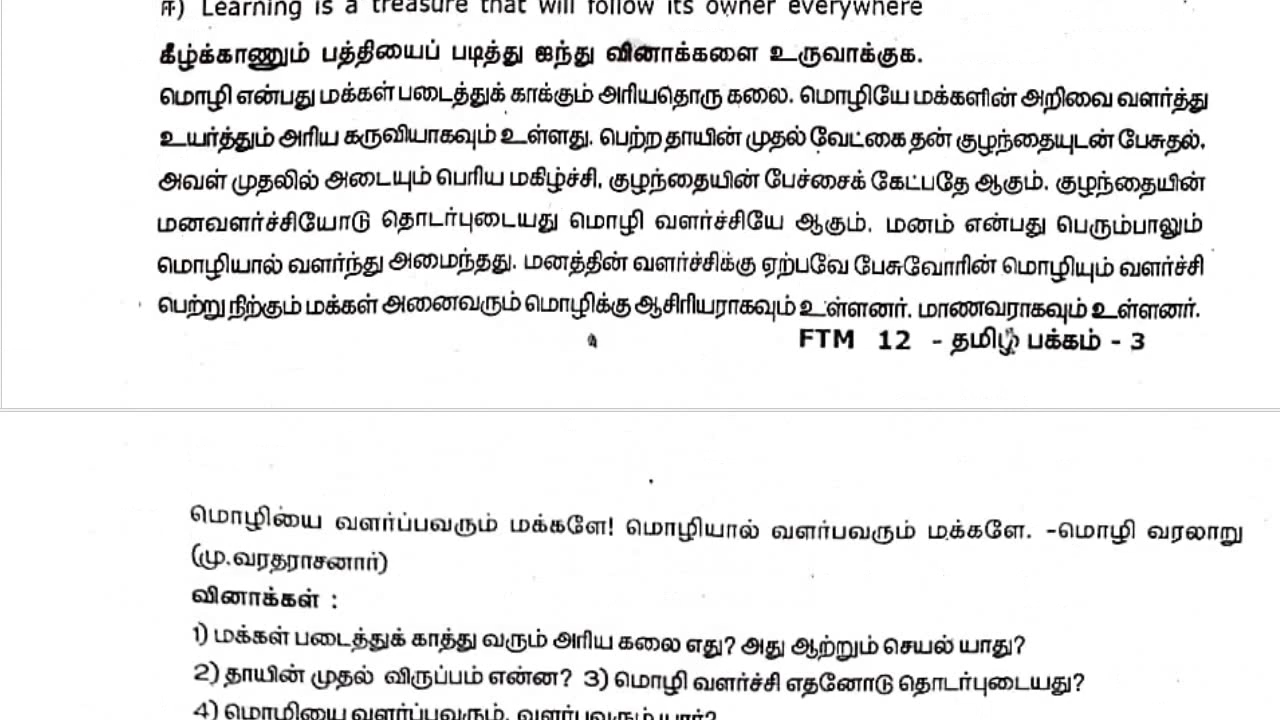 ஈ) Learning is a treasure that will follow its owner everywhere
கீழ்க்காணும் பத்தியைப் படித்து ஐந்து வினாக்களை உருவாக்குக.
மொழி என்பது மக்கள் படைத்துக் காக்கும் அரியதொரு கலை. மொழியே மக்களின் அறிவை வளர்த்து
உயர்த்தும் அரிய கருவியாகவும் உள்ளது. பெற்ற தாயின் முதல் வேட்கை தன் குழந்தையுடன் பேசுதல்,
அவள் முதலில் அடையும் பெரிய மகிழ்ச்சி, குழந்தையின் பேச்சைக் கேட்பதே ஆகும். குழந்தையின்
மனவளர்ச்சியோடு தொடர்புடையது மொழி வளர்ச்சியே ஆகும். மனம் என்பது பெரும்பாலும்
மொழியால் வளர்ந்து அமைந்தது. மனத்தின் வளர்ச்சிக்கு ஏற்பவே பேசுவோரின் மொழியும் வளர்ச்சி
பெற்று நிற்கும் மக்கள் அனைவரும் மொழிக்கு ஆசிரியராகவும் உள்ளனர். மாணவராகவும் உள்ளனர்.
FTM 12 - தமிழ் பக்கம் - 3
மொழியை வளர்ப்பவரும் மக்களே! மொழியால் வளர்பவரும் மக்களே. -மொழி வரலாறு
(மு.வரதராசனார்)
வினாக்கள் :
1) மக்கள் படைத்துக் காத்து வரும் அரிய கலை எது? அது ஆற்றும் செயல் யாது?
2) தாயின் முதல் விருப்பம் என்ன? 3) மொழி வளர்ச்சி எதனோடு தொடர்புடையது?
4) மொழியை வளர்ப்பவரும், வளர்பவரும் யார்?